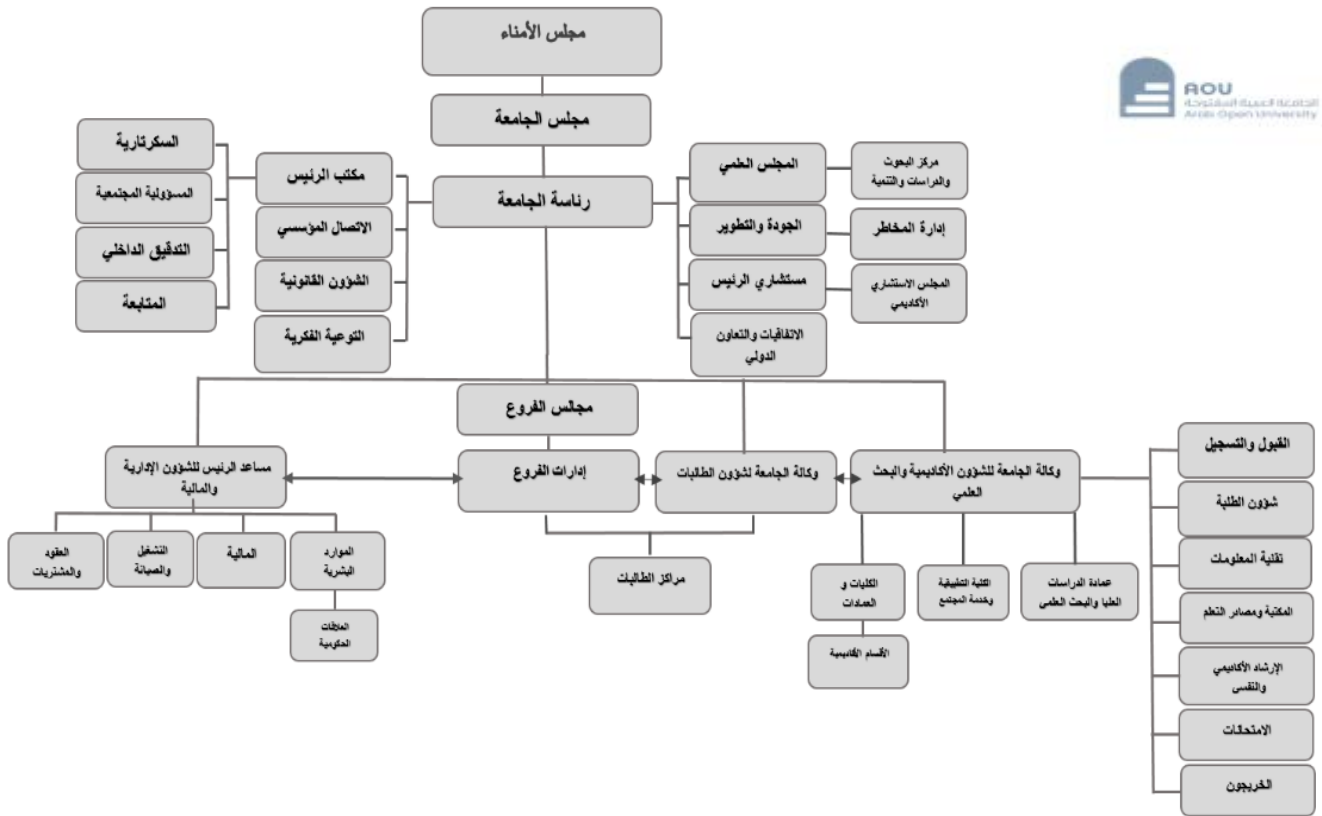 مجلس الأمناء
AOU
الجامعة العربية المفتوحة
Arab Open University
مجلس الجامعة
رئاسة الجامعة
المجلس العلمي
مركز البحوث
والدراسات والتنمية
الجودة والتطوير
إدارة المخاطر
مستشاري الرئيس
المجلس الاستشاري
الأكاديمي
الاتفاقيات والتعاون
الدولي
مكتب الرئيس
الاتصال المؤسسي
الشؤون القانونية
التوعية الفكرية
السكرتارية
المسؤولية المجتمعية
التدقيق الداخلي
المتابعة
مجالس الفروع
إدارات الفروع
وكالة الجامعة للشؤون الأكاديمية والبحث
العلمي
وكالة الجامعة لشؤون الطالبات
مساعد الرئيس للشؤون الإدارية
والمالية
القبول والتسجيل
شؤون الطلبة
تقنية المعلومات
المكتبة ومصادر التعلم
الإرشاد الأكاديمي
والنفسي
الامتحانات
الخريجون
عمادة الدراسات
العليا والبحث العلمي
الكلية التطبيقية
وخدمة المجتمع
الكليات و
العمادات
الأقسام الأكاديمية
مراكز الطالبات
الموارد
البشرية
العلاقات
الحكومية
المالية
التشغيل
والصيانة
العقود
والمشتريات